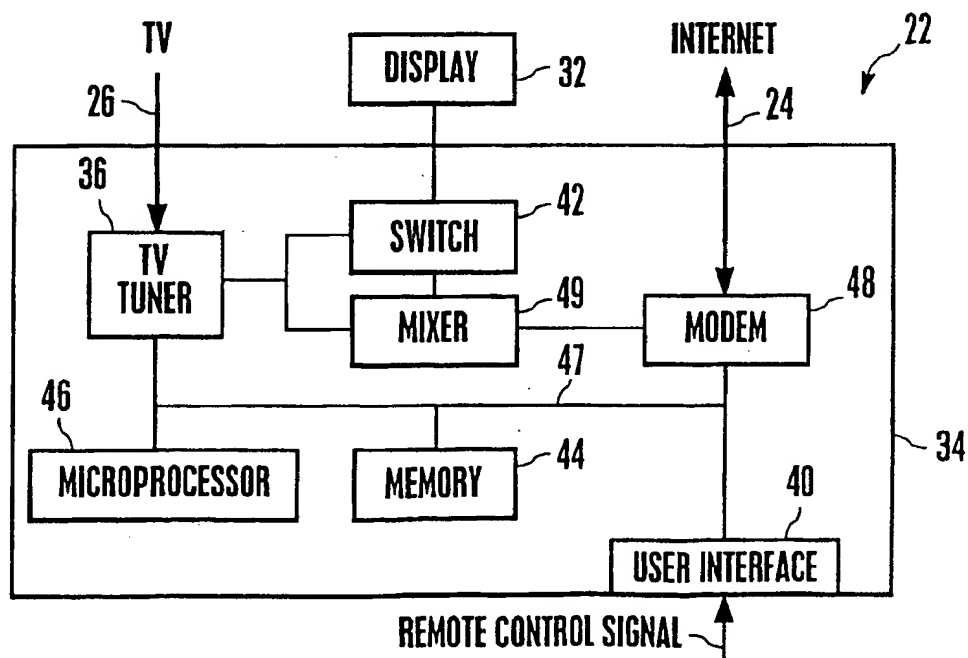 TV
INTERNET
22
DISPLAY
32
26
24
36
42
TV
TUNER
SWITCH
49
MIXER
48
MODEM
47
46
MICROPROCESSOR
MEMORY
44
34
40
USER INTERFACE
REMOTE CONTROL SIGNAL